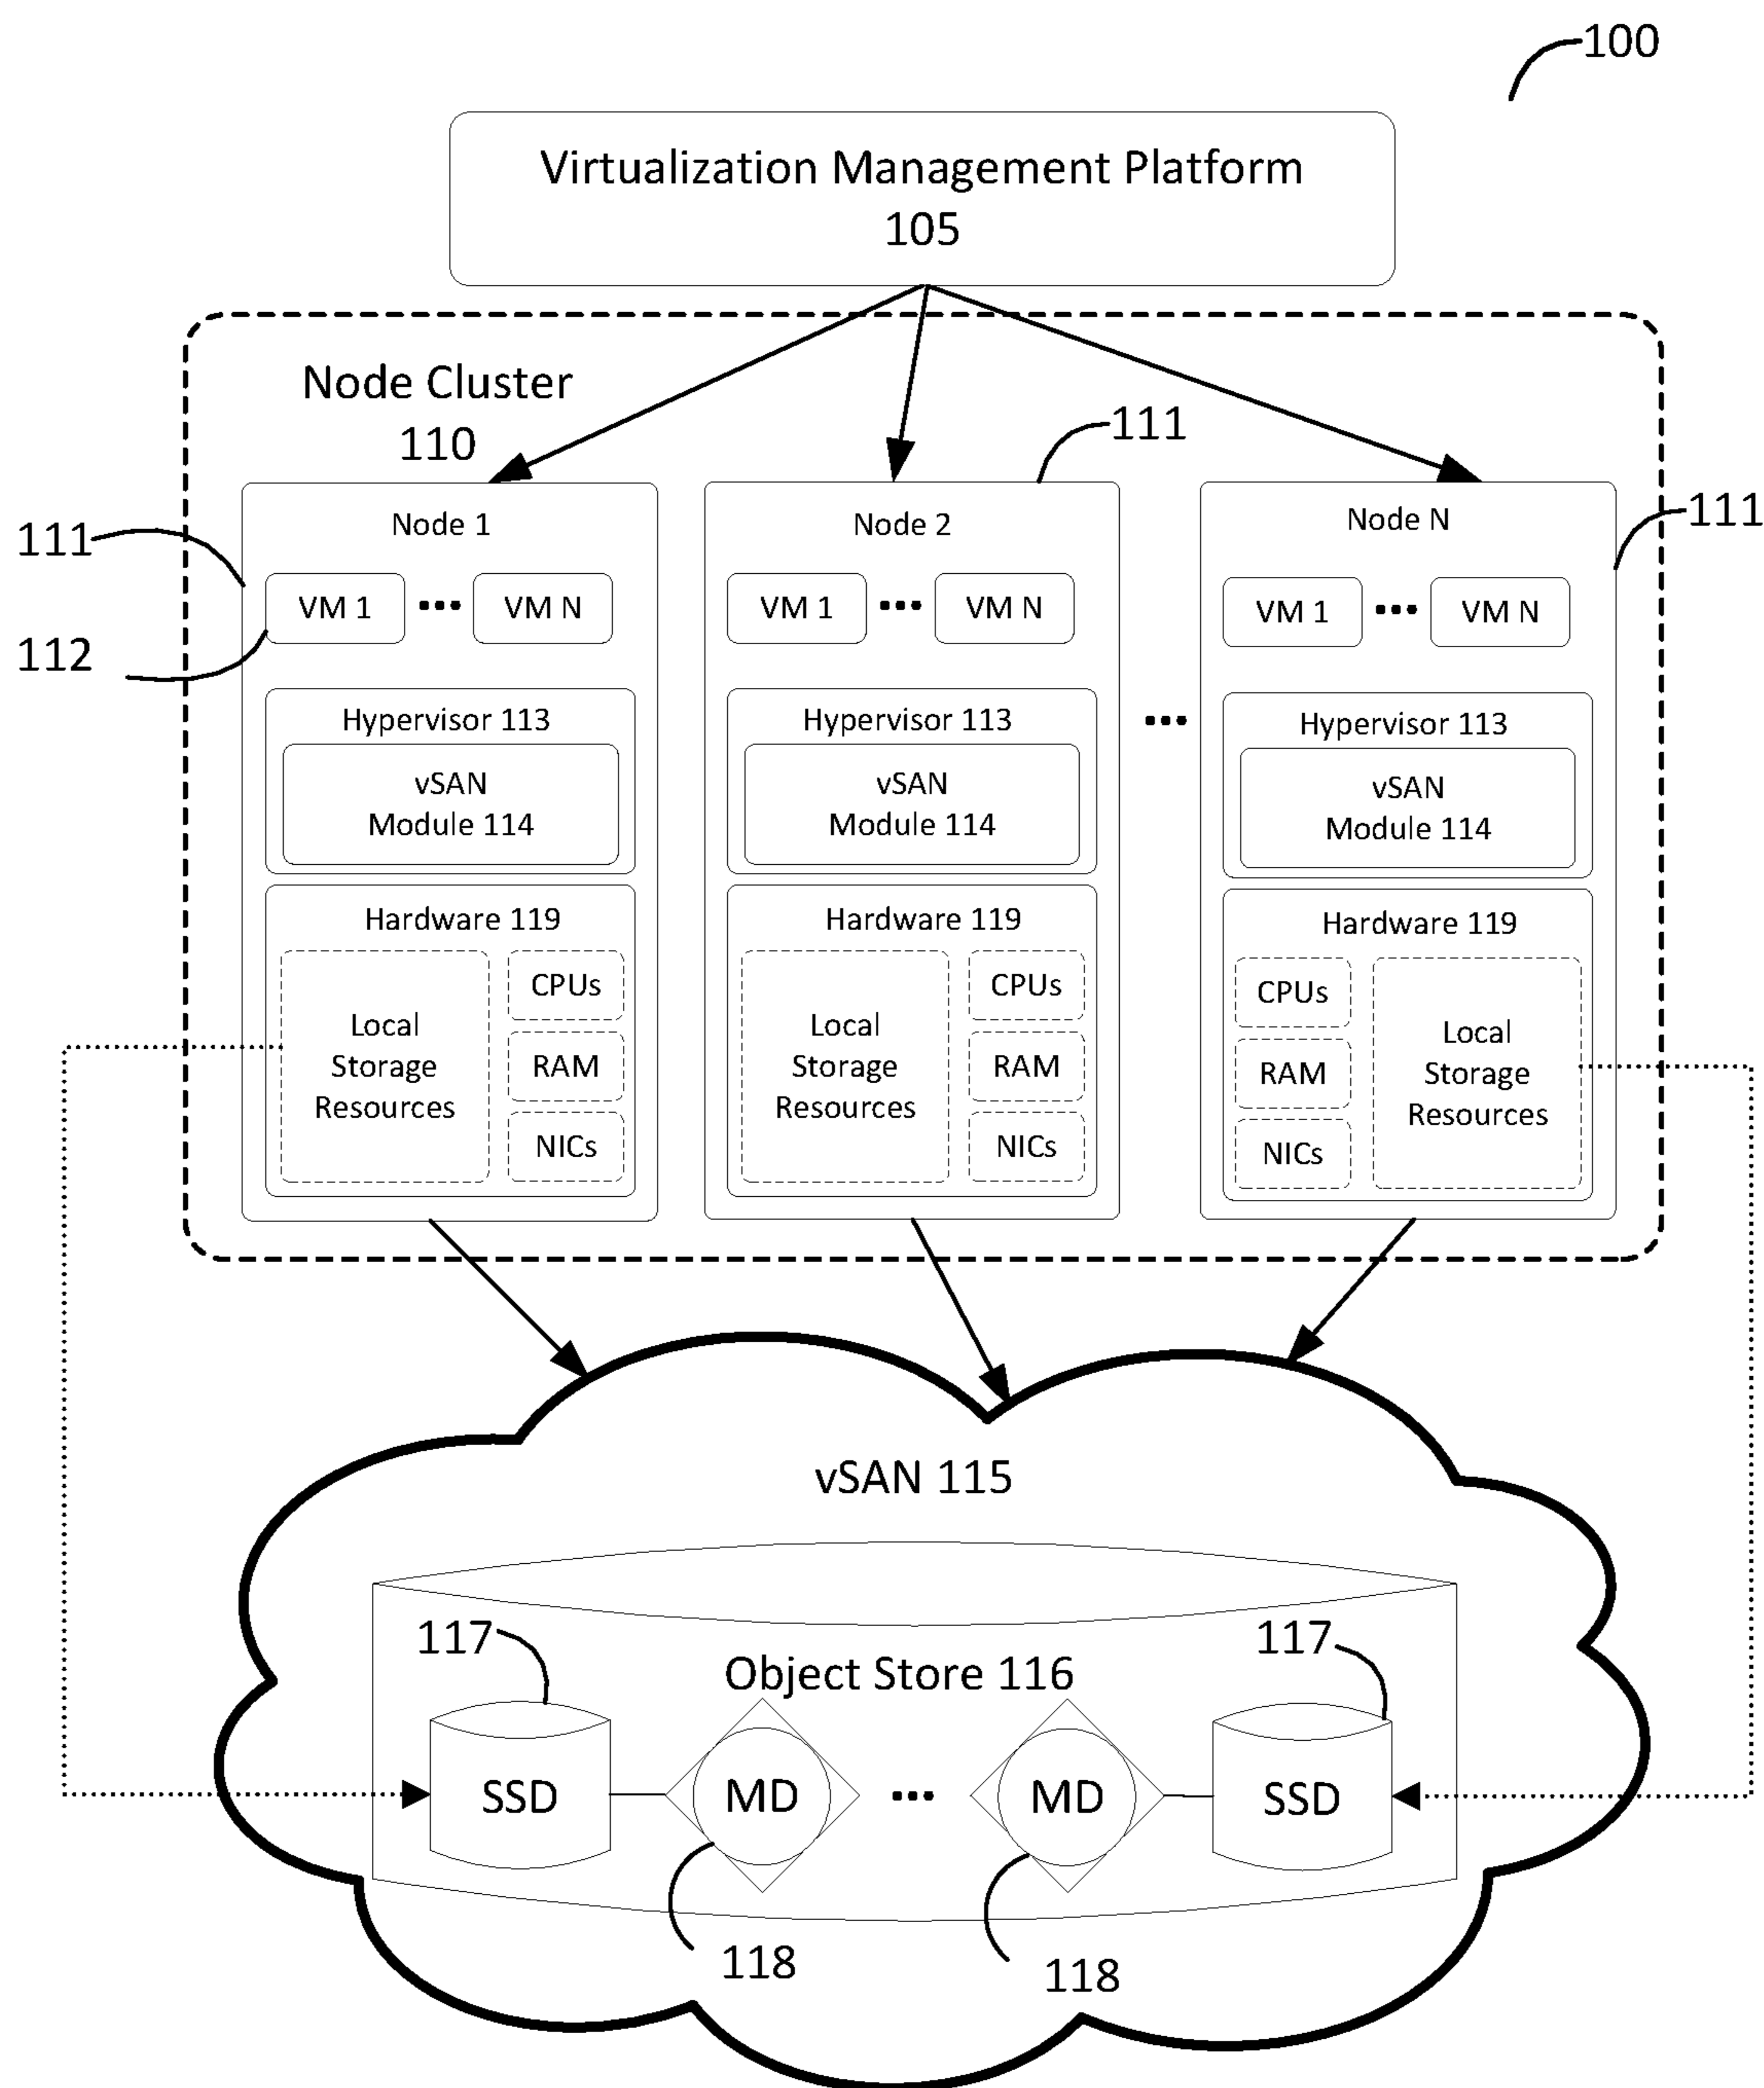 100
Virtualization Management Platform
105
Node Cluster
110
111
111
111
112
Node 1
VM 1 ... VM N
Hypervisor 113
vSAN
Module 114
Hardware 119
Local
Storage
Resources
CPUs
RAM
NICs
Node 2
VM 1 ... VM N
Hypervisor 113
vSAN
Module 114
Hardware 119
Local
Storage
Resources
CPUs
RAM
NICs
...
Node N
VM 1 ... VM N
Hypervisor 113
vSAN
Module 114
Hardware 119
CPUs
RAM
NICs
Local
Storage
Resources
vSAN 115
117
117
Object Store 116
SSD
MD
...
MD
SSD
118
118